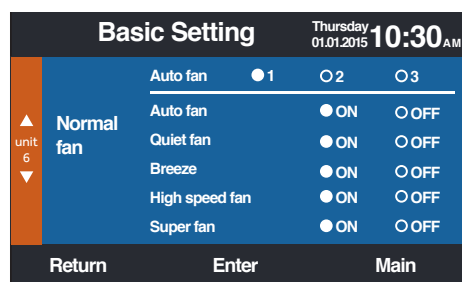 Basic Setting
Thursday
01.01.2015
10:30 AM
Auto fan 1 2 3
unit
6
Normal
fan
Auto fan ON OFF
Quiet fan ON OFF
Breeze ON OFF
High speed fan ON OFF
Super fan ON OFF
Return Enter Main